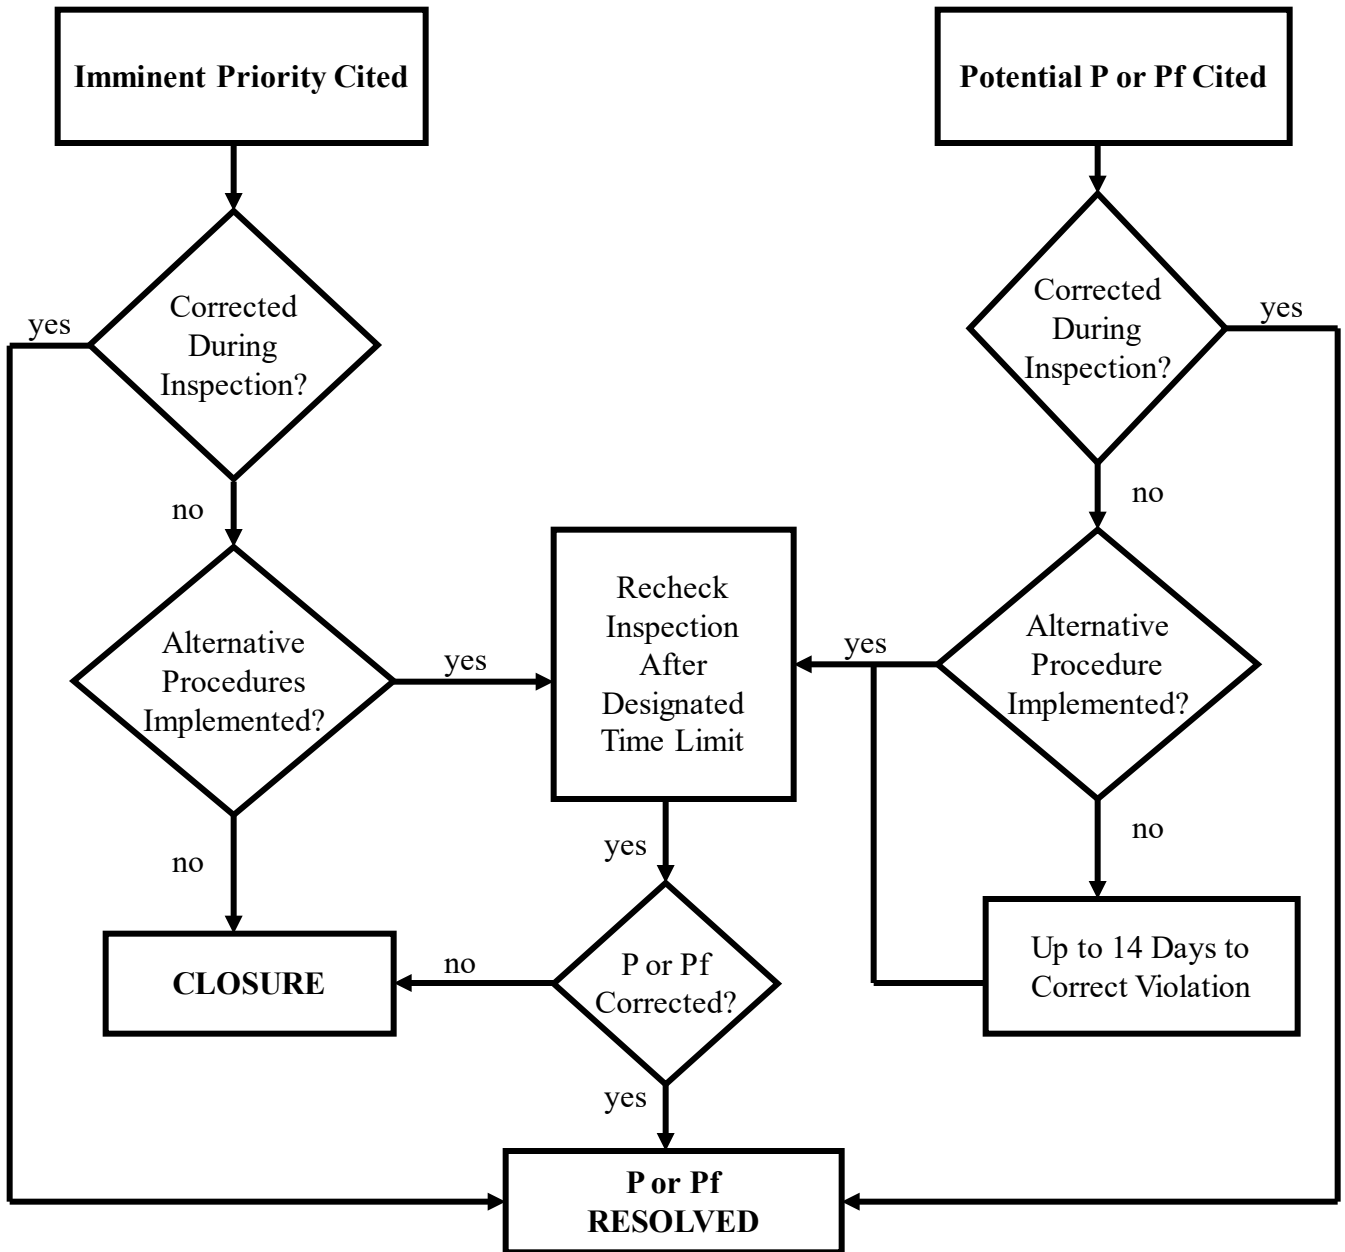 Imminent Priority Cited
Potential P or Pf Cited
Corrected
During
Inspection?
yes
no
Corrected
During
Inspection?
yes
no
Alternative
Procedures
Implemented?
yes
no
Recheck
Inspection
After
Designated
Time Limit
yes
Alternative
Procedure
Implemented?
yes
no
CLOSURE
P or Pf
Corrected?
no
yes
Up to 14 Days to
Correct Violation
P or Pf
RESOLVED